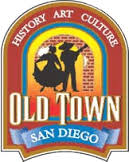 HISTORY ART CULTURE
OLD TOWN
SAN DIEGO